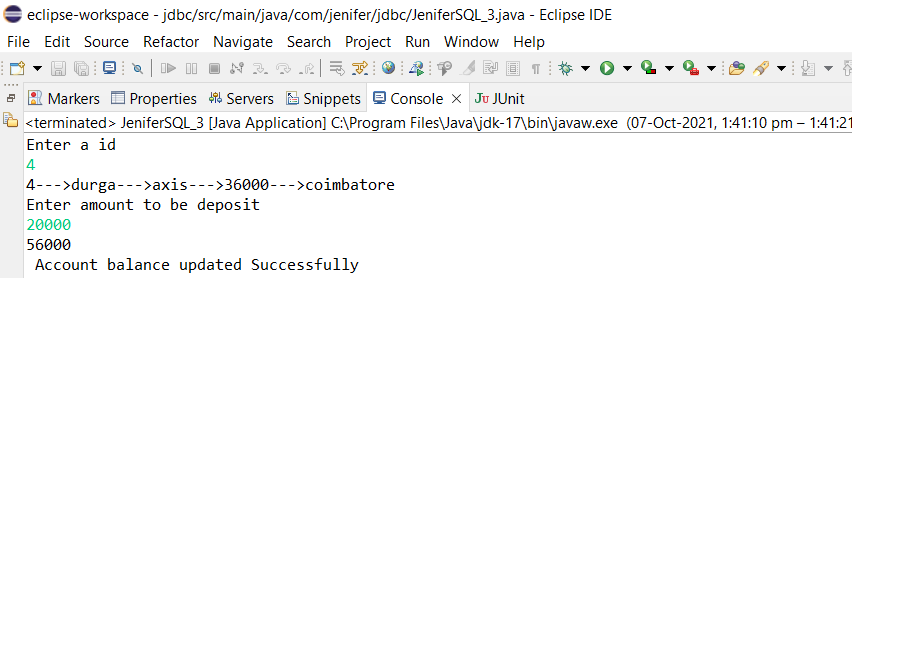 eclipse-workspace - jdbc/src/main/java/com/jenifer/jdbc/JeniferSQL_3.java - Eclipse IDE
File Edit Source Refactor Navigate Search Project Run Window Help
Markers Properties Servers Snippets Console JU JUnit
<terminated> JeniferSQL_3 [Java Application] C:\Program Files\Java\jdk-17\bin\javaw.exe (07-Oct-2021, 1:41:10 pm – 1:41:21
Enter a id
4
4--->durga--->axis--->36000--->coimbatore
Enter amount to be deposit
20000
56000
Account balance updated Successfully